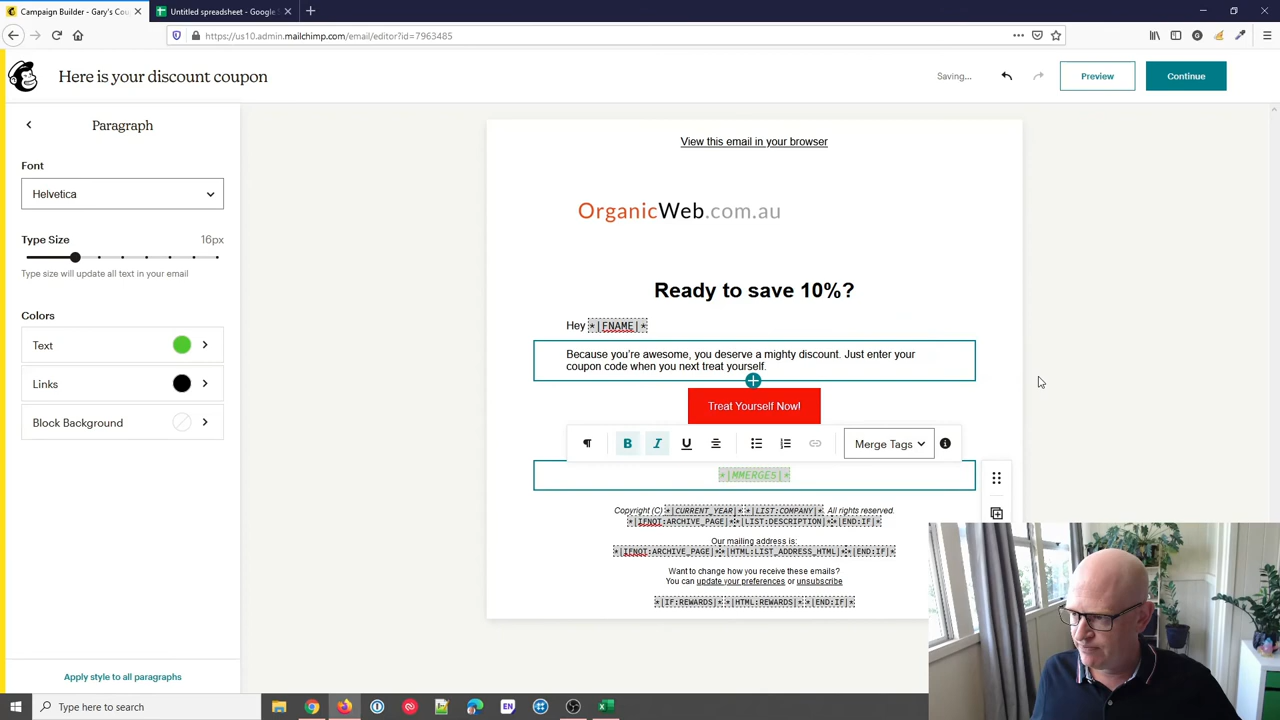 Campaign Builder - Gary's Cou
Untitled spreadsheet - Google S
https://us10.admin.mailchimp.com/email/editor?id=7963485
Here is your discount coupon
Saving...
Preview
Continue
Paragraph
Font
Helvetica
Type Size
16px
Type size will update all text in your email
Colors
Text
Links
Block Background
Apply style to all paragraphs
View this email in your browser
OrganicWeb.com.au
Ready to save 10%?
Hey *|FNAME|*
Because you're awesome, you deserve a mighty discount. Just enter your
coupon code when you next treat yourself.
Treat Yourself Now!
B I U
Merge Tags
*|MMERGE5|*
Copyright (C) *|CURRENT_YEAR|* *|LIST:COMPANY|*. All rights reserved.
*|IFNOT:ARCHIVE_PAGE|* *|LIST:DESCRIPTION|* *|END:IF|*
Our mailing address is:
*|IFNOT:ARCHIVE_PAGE|* *|HTML:LIST_ADDRESS_HTML|* *|END:IF|*
Want to change how you receive these emails?
You can update your preferences or unsubscribe
*|IF:REWARDS|* *|HTML:REWARDS|* *|END:IF|*
Type here to search
EN